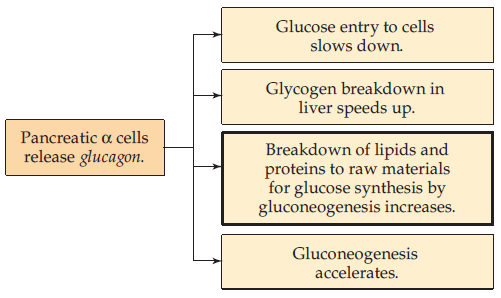 Glucose entry to cells
slows down.
Glycogen breakdown in
liver speeds up.
Pancreatic α cells
release glucagon.
Breakdown of lipids and
proteins to raw materials
for glucose synthesis by
gluconeogenesis increases.
Gluconeogenesis
accelerates.